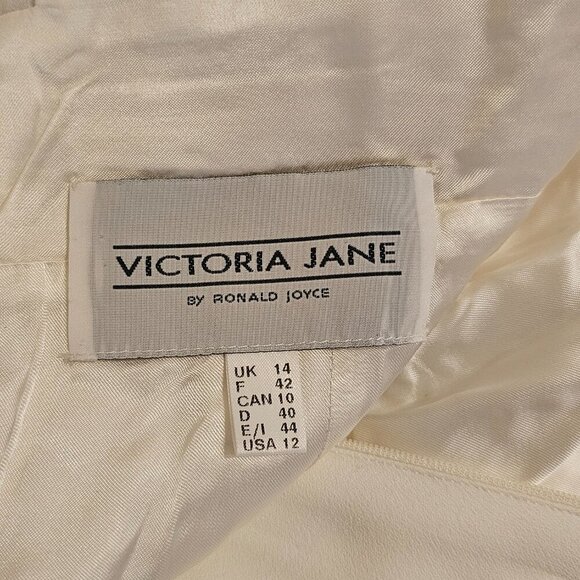 VICTORIA JANE
BY RONALD JOYCE
UK 14
F 42
CAN 10
D 40
E/I 44
USA 12